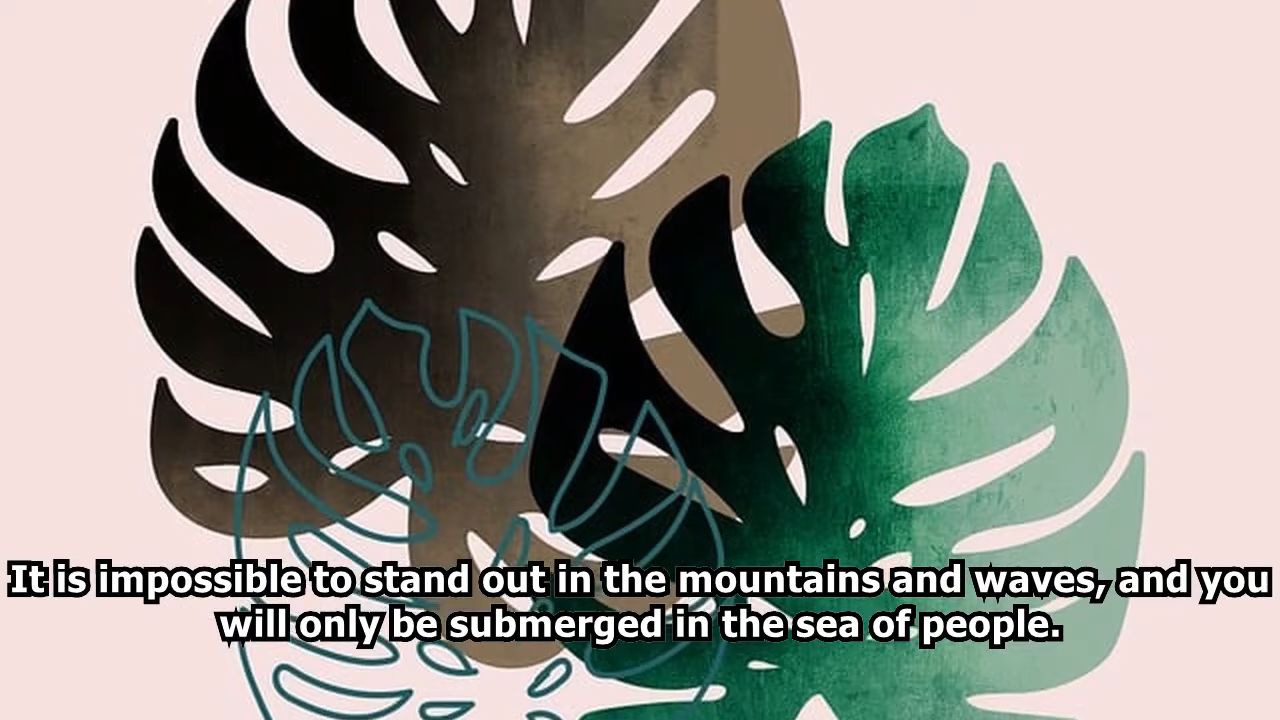 It is impossible to stand out in the mountains and waves, and you
will only be submerged in the sea of people.